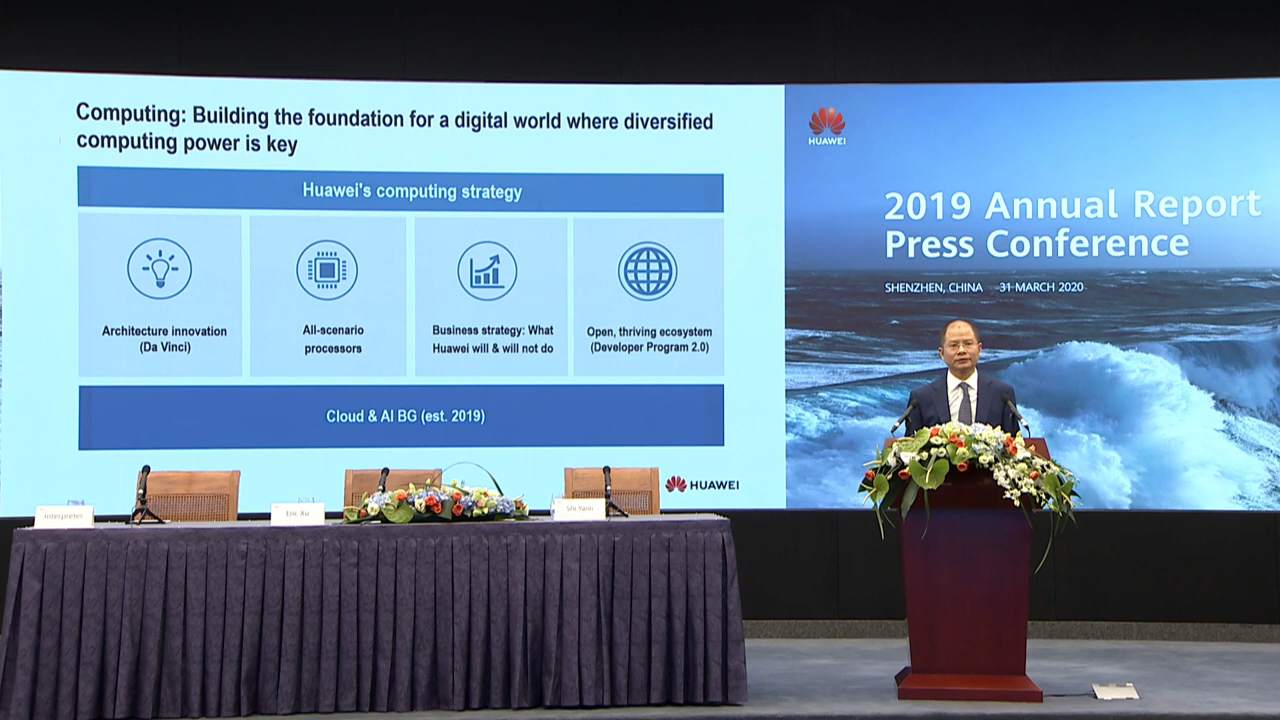 Computing: Building the foundation for a digital world where diversified
computing power is key
Huawei's computing strategy
Architecture innovation
(Da Vinci)
All-scenario
processors
Business strategy: What
Huawei will & will not do
Open, thriving ecosystem
(Developer Program 2.0)
Cloud & AI BG (est. 2019)
HUAWEI
HUAWEI
2019 Annual Report
Press Conference
SHENZHEN, CHINA 31 MARCH 2020
Interpreter
Eric Xu
Shi Yanli